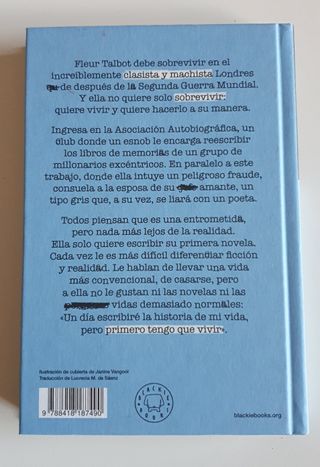 Fleur Talbot debe sobrevivir en el
increíblemente clasista y machista Londres
de después de la Segunda Guerra Mundial.
Y ella no quiere solo sobrevivir:
quiere vivir y quiere hacerlo a su manera.
Ingresa en la Asociación Autobiográfica, un
club donde un esnob le encarga reescribir
los libros de memorias de un grupo de
millonarios excéntricos. En paralelo a este
trabajo, donde ella intuye un peligroso fraude,
consuela a la esposa de su amante, un
tipo gris que, a su vez, se liará con un poeta.
Todos piensan que es una entrometida,
pero nada más lejos de la realidad.
Ella solo quiere escribir su primera novela.
Cada vez le es más difícil diferenciar ficción
y realidad. Le hablan de llevar una vida
más convencional, de casarse, pero
a ella no le gustan ni las novelas ni las
vidas demasiado normales:
«Un día escribiré la historia de mi vida,
pero primero tengo que vivir».
Ilustración de cubierta de Janine Vangool
Traducción de Lucrecia M. de Sáenz
9 788418 187490
BLACKIE BOOKS
blackiebooks.org